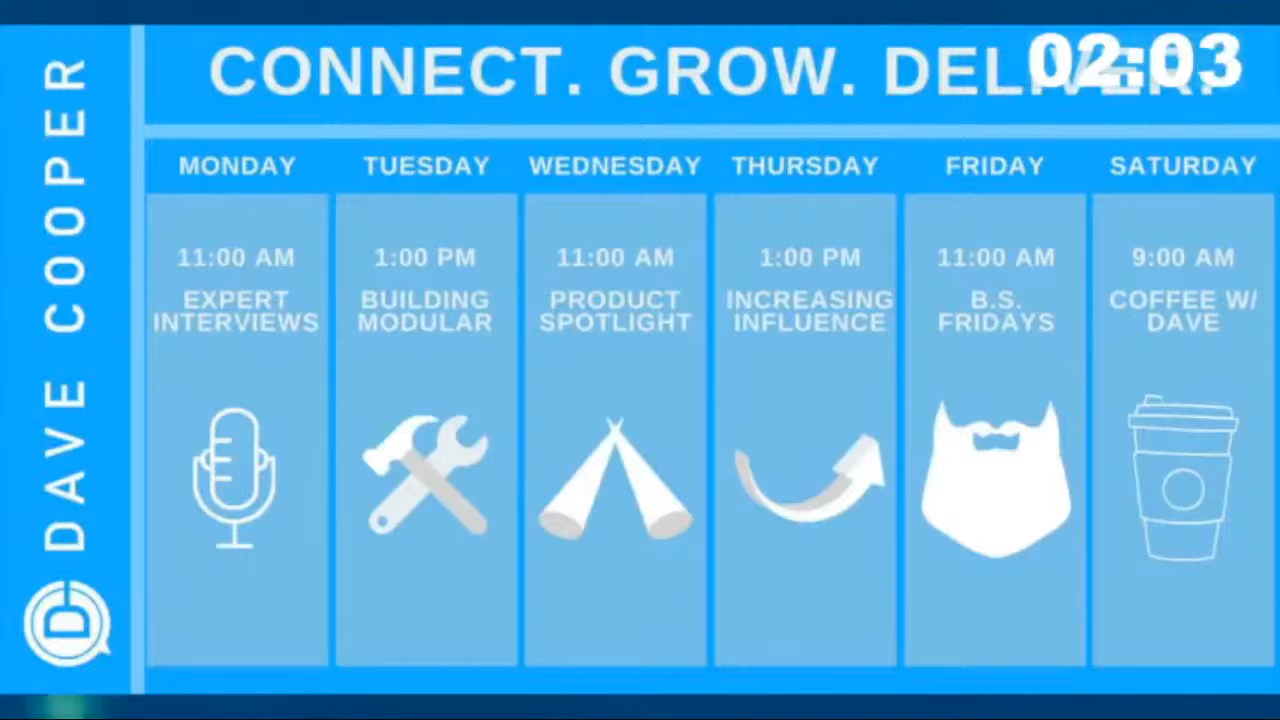 CONNECT. GROW. DELIVER.
02:03
DAVE COOPER
MONDAY
TUESDAY
WEDNESDAY
THURSDAY
FRIDAY
SATURDAY
11:00 AM
EXPERT
INTERVIEWS
1:00 PM
BUILDING
MODULAR
11:00 AM
PRODUCT
SPOTLIGHT
1:00 PM
INCREASING
INFLUENCE
11:00 AM
B.S.
FRIDAYS
9:00 AM
COFFEE W/
DAVE